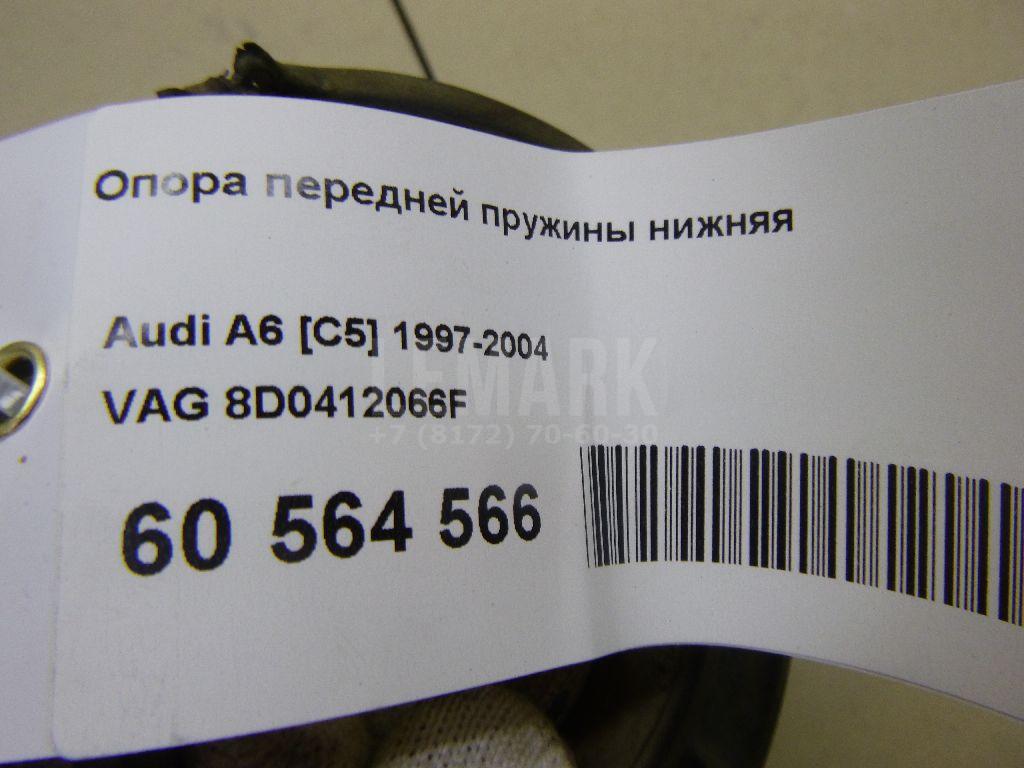 Опора передней пружины нижняя
Audi A6 [C5] 1997-2004
LEMARK
VAG 8D0412066F
+7 (8172) 70-60-30
60 564 566